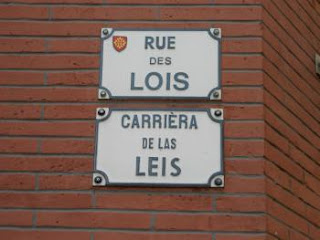 RUE
DES
LOIS
CARRIÈRA
DE LAS
LEIS